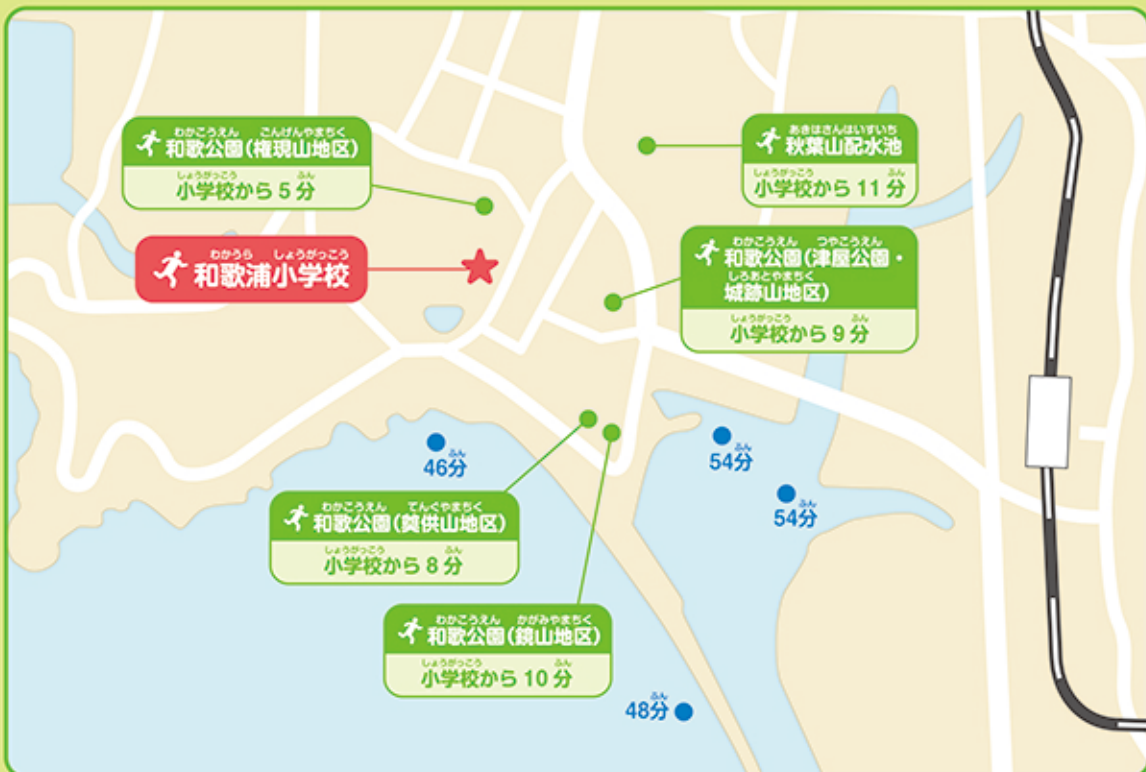 わかこうえん ごんげんやまちく
和歌公園(権現山地区)
しょうがっこう ふん
小学校から 5 分
あきはさんはいすいち
秋葉山配水池
しょうがっこう ふん
小学校から 11 分
わかうら しょうがっこう
和歌浦小学校
わかこうえん つやこうえん
和歌公園(津屋公園・
しろあとやまちく
城跡山地区)
しょうがっこう ふん
小学校から 9 分
ふん
46分
ふん
54分
ふん
54分
わかこうえん てんぐやまちく
和歌公園(奠供山地区)
しょうがっこう ふん
小学校から 8 分
わかこうえん かがみやまちく
和歌公園(鏡山地区)
しょうがっこう ふん
小学校から 10 分
ふん
48分